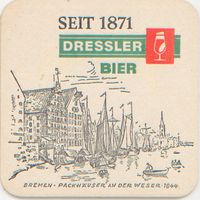 SEIT 1871
DRESSLER
BIER
BREMEN - PACKHÄUSER AN DER WESER 1844